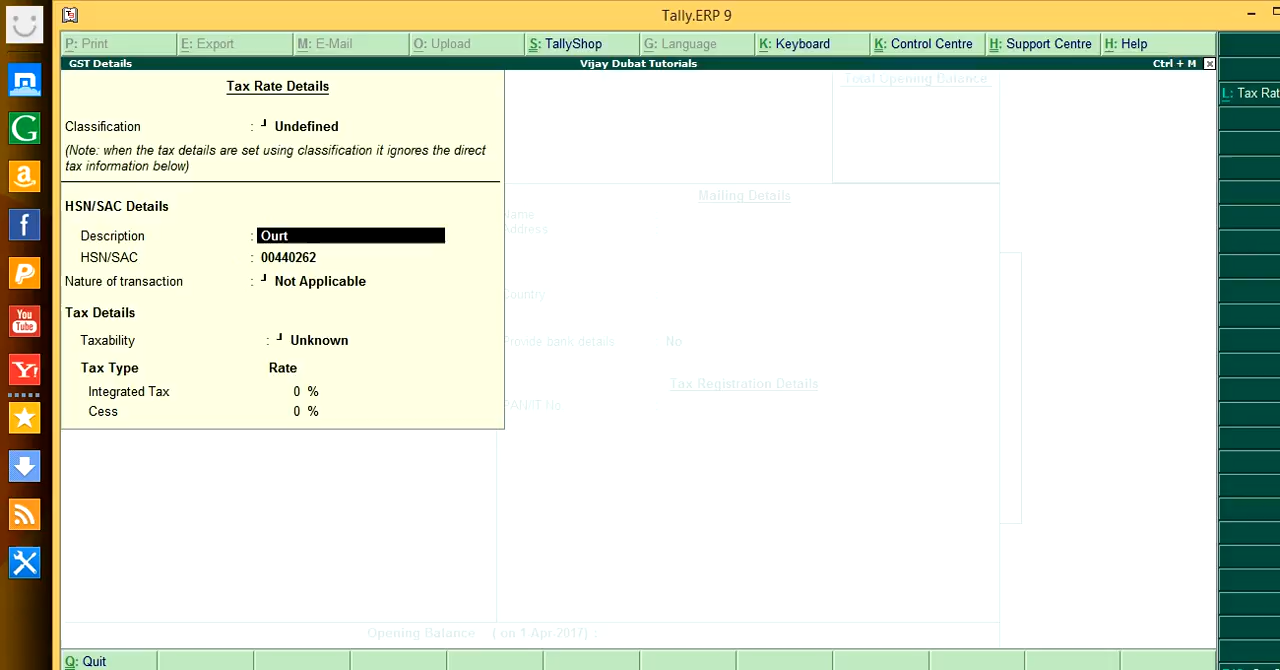 Tally.ERP 9
P: Print E: Export M: E-Mail O: Upload S: TallyShop G: Language K: Keyboard K: Control Centre H: Support Centre H: Help
GST Details Vijay Dubat Tutorials Ctrl + M
L: Tax Rat
Tax Rate Details
Classification : Undefined
(Note: when the tax details are set using classification it ignores the direct
tax information below)
HSN/SAC Details
Description : Ourt
HSN/SAC : 00440262
Nature of transaction : Not Applicable
Tax Details
Taxability : Unknown
Tax Type Rate
Integrated Tax 0 %
Cess 0 %
Total Opening Balance
Mailing Details
Name
Address
Country
Provide bank details No
Tax Registration Details
PAN/IT No
Opening Balance ( on 1-Apr-2017) :
Q: Quit
You
Tube